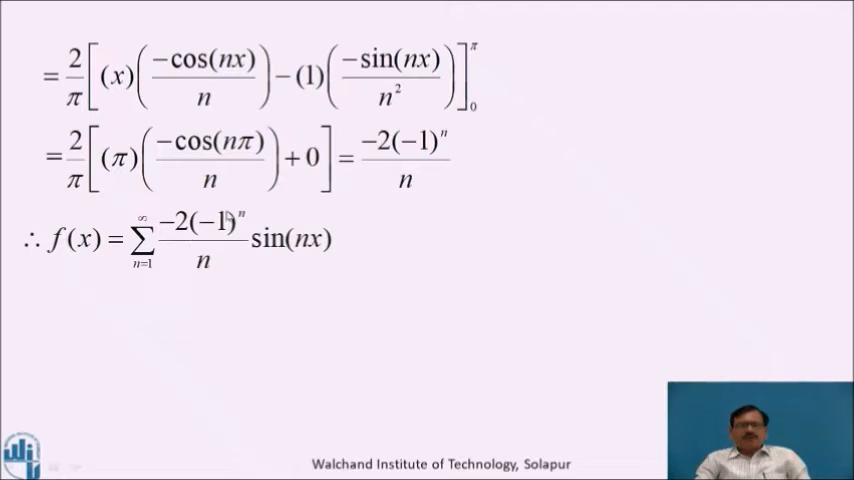 = 2/π [ (x) ( −cos(nx)/n ) − (1) ( −sin(nx)/n² ) ]₀^π
= 2/π [ (π) ( −cos(nπ)/n ) + 0 ] = −2(−1)ⁿ/n
∴ f(x) = ∑_{n=1}^{∞} −2(−1)ⁿ/n sin(nx)
Walchand Institute of Technology, Solapur